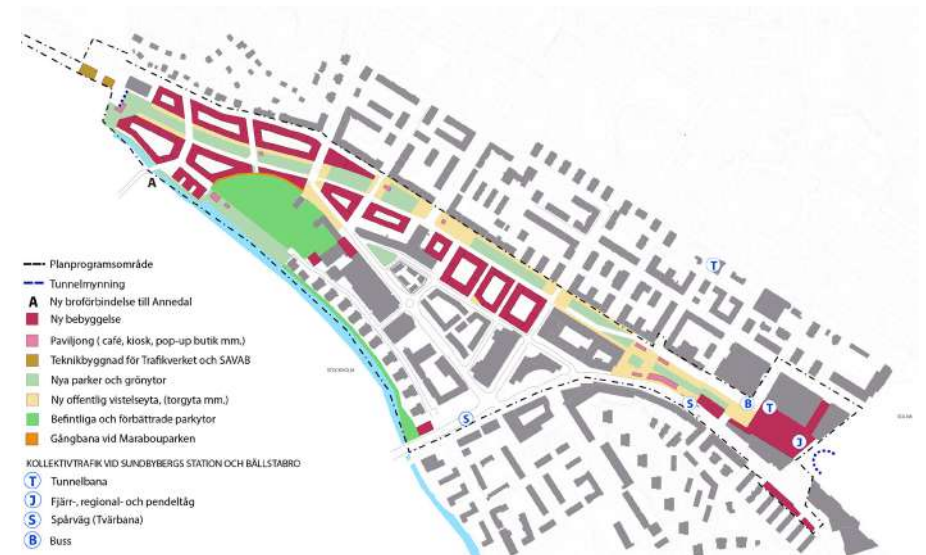 Planprogramsområde
Tunnelmynning
A Ny broförbindelse till Annedal
Ny bebyggelse
Paviljong ( café, kiosk, pop-up butik mm.)
Teknikbyggnad för Trafikverket och SAVAB
Nya parker och grönytor
Ny offentlig vistelseyta, (torgyta mm.)
Befintliga och förbättrade parkytor
Gångbana vid Marabouparken
KOLLEKTIVTRAFIK VID SUNDBYBERGS STATION OCH BÄLLSTABRO
T Tunnelbana
J Fjärr-, regional- och pendeltåg
S Spårväg (Tvärbana)
B Buss
A
T
STOCKHOLM
S
S
B
T
J
SOLNA